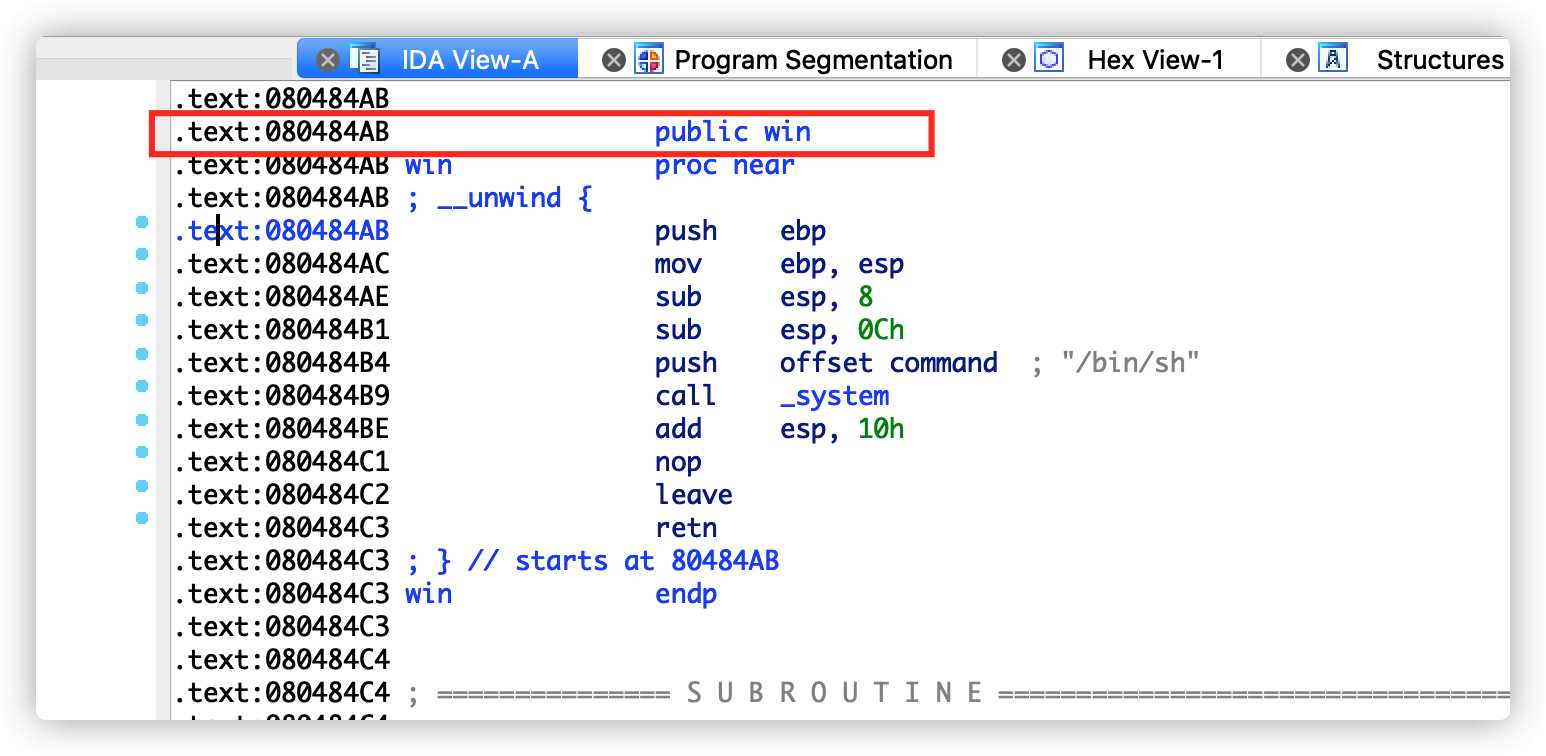 IDA View-A Program Segmentation Hex View-1 Structures
.text:080484AB
.text:080484AB public win
.text:080484AB win proc near
.text:080484AB ; __unwind {
.text:080484AB push ebp
.text:080484AC mov ebp, esp
.text:080484AE sub esp, 8
.text:080484B1 sub esp, 0Ch
.text:080484B4 push offset command ; "/bin/sh"
.text:080484B9 call _system
.text:080484BE add esp, 10h
.text:080484C1 nop
.text:080484C2 leave
.text:080484C3 retn
.text:080484C3 ; } // starts at 80484AB
.text:080484C3 win endp
.text:080484C3
.text:080484C4
.text:080484C4 ; =============== S U B R O U T I N E =================================